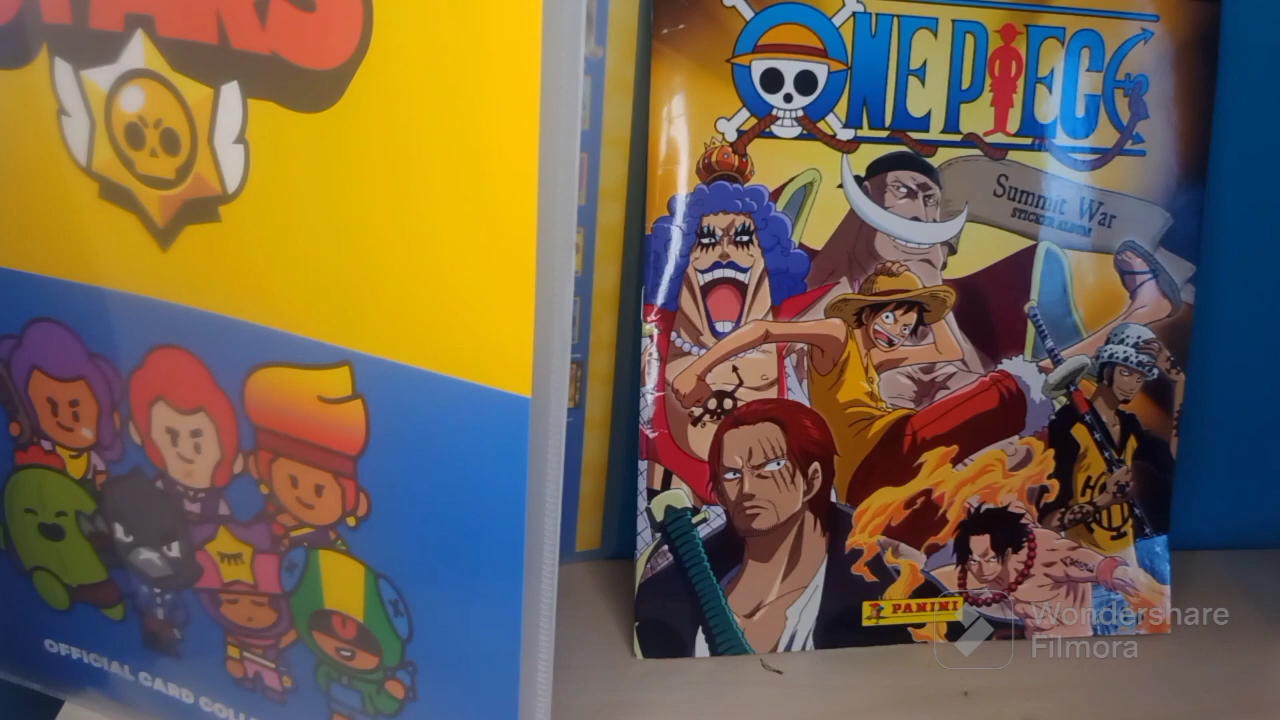 STARS
OFFICIAL CARD COLL
ONE PIECE
Summit War
STICKER ALBUM
PANINI
Wondershare
Filmora